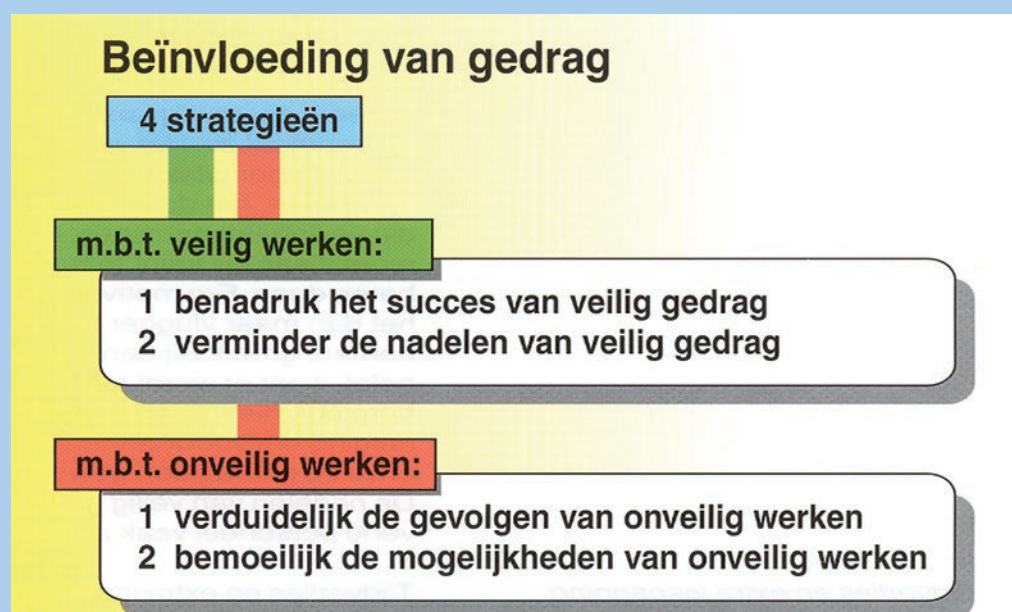 Beïnvloeding van gedrag
4 strategieën
m.b.t. veilig werken:
1 benadruk het succes van veilig gedrag
2 verminder de nadelen van veilig gedrag
m.b.t. onveilig werken:
1 verduidelijk de gevolgen van onveilig werken
2 bemoeilijk de mogelijkheden van onveilig werken